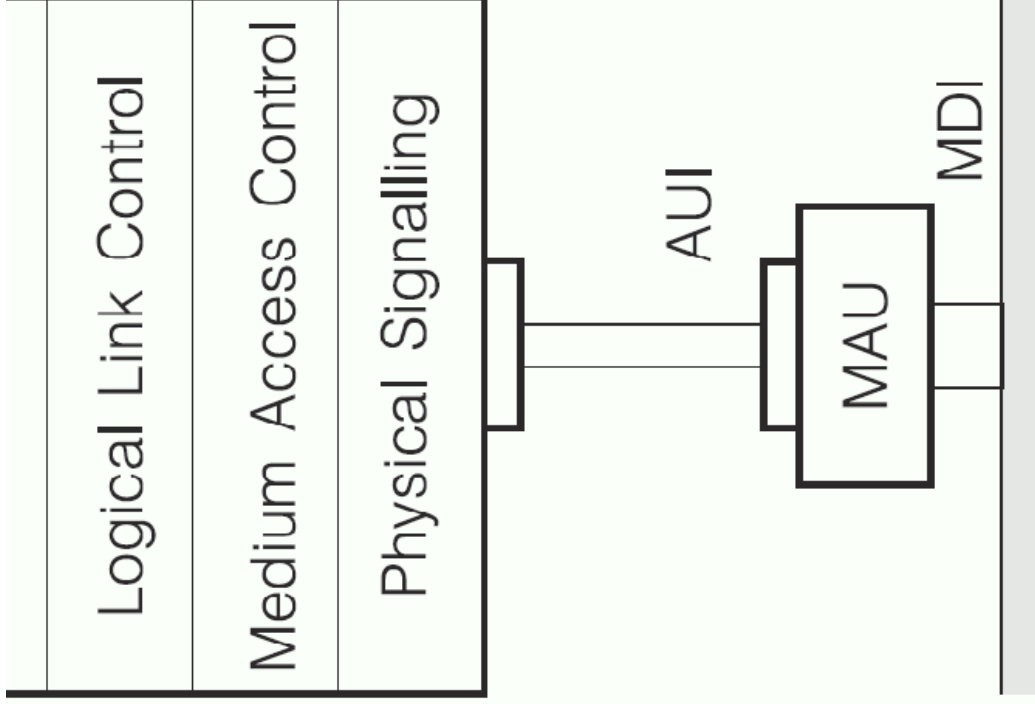 Logical Link Control
Medium Access Control
Physical Signalling
AUI
MAU
MDI